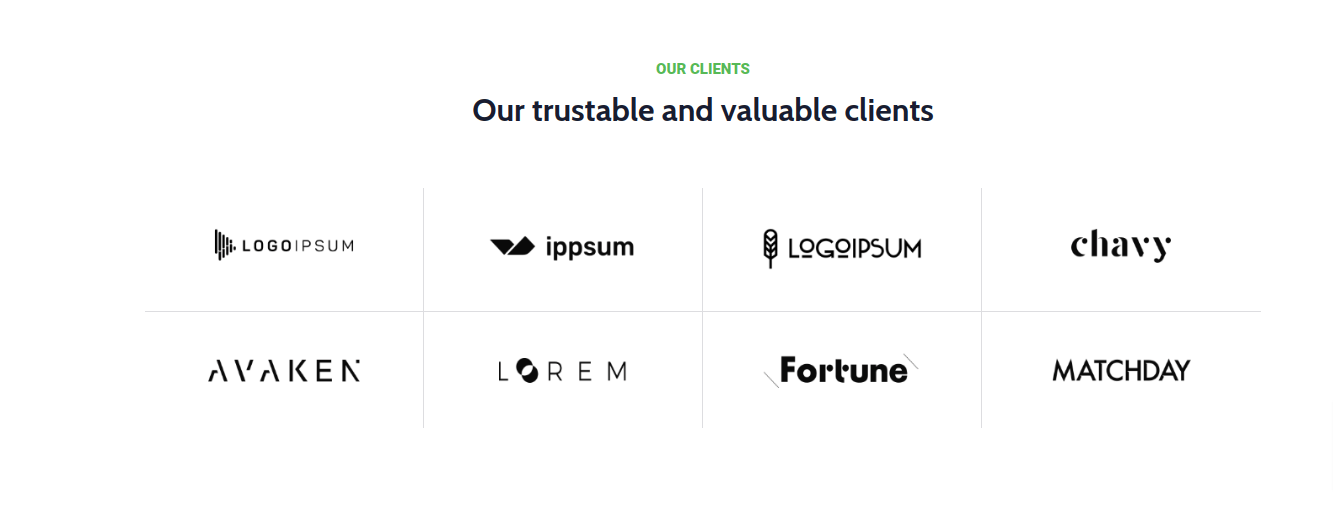 OUR CLIENTS
Our trustable and valuable clients
LOGOIPSUM
ippsum
LOGOIPSUM
chavy
AVAKEN
LOREM
Fortune
MATCHDAY